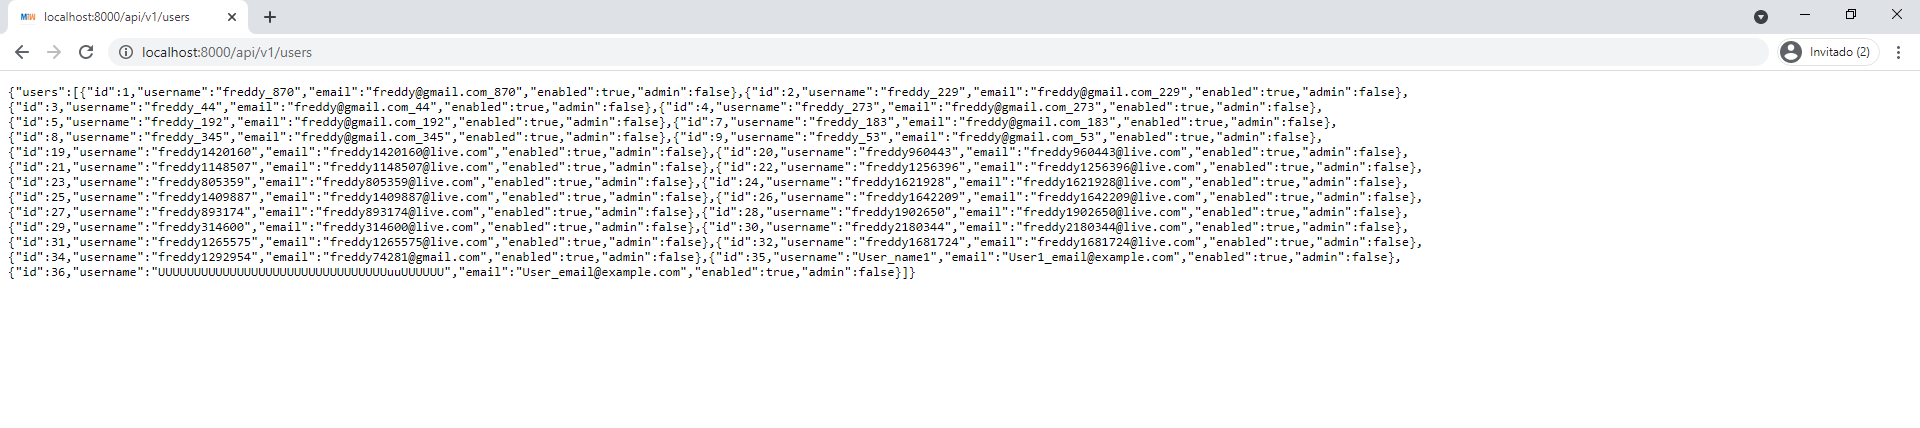 MTW localhost:8000/api/v1/users
localhost:8000/api/v1/users Invitado (2)
{"users":[{"id":1,"username":"freddy_870","email":"freddy@gmail.com_870","enabled":true,"admin":false},{"id":2,"username":"freddy_229","email":"freddy@gmail.com_229","enabled":true,"admin":false},
{"id":3,"username":"freddy_44","email":"freddy@gmail.com_44","enabled":true,"admin":false},{"id":4,"username":"freddy_273","email":"freddy@gmail.com_273","enabled":true,"admin":false},
{"id":5,"username":"freddy_192","email":"freddy@gmail.com_192","enabled":true,"admin":false},{"id":7,"username":"freddy_183","email":"freddy@gmail.com_183","enabled":true,"admin":false},
{"id":8,"username":"freddy_345","email":"freddy@gmail.com_345","enabled":true,"admin":false},{"id":9,"username":"freddy_53","email":"freddy@gmail.com_53","enabled":true,"admin":false},
{"id":19,"username":"freddy1420160","email":"freddy1420160@live.com","enabled":true,"admin":false},{"id":20,"username":"freddy960443","email":"freddy960443@live.com","enabled":true,"admin":false},
{"id":21,"username":"freddy1148507","email":"freddy1148507@live.com","enabled":true,"admin":false},{"id":22,"username":"freddy1256396","email":"freddy1256396@live.com","enabled":true,"admin":false},
{"id":23,"username":"freddy805359","email":"freddy805359@live.com","enabled":true,"admin":false},{"id":24,"username":"freddy1621928","email":"freddy1621928@live.com","enabled":true,"admin":false},
{"id":25,"username":"freddy1409887","email":"freddy1409887@live.com","enabled":true,"admin":false},{"id":26,"username":"freddy1642209","email":"freddy1642209@live.com","enabled":true,"admin":false},
{"id":27,"username":"freddy893174","email":"freddy893174@live.com","enabled":true,"admin":false},{"id":28,"username":"freddy1902650","email":"freddy1902650@live.com","enabled":true,"admin":false},
{"id":29,"username":"freddy314600","email":"freddy314600@live.com","enabled":true,"admin":false},{"id":30,"username":"freddy2180344","email":"freddy2180344@live.com","enabled":true,"admin":false},
{"id":31,"username":"freddy1265575","email":"freddy1265575@live.com","enabled":true,"admin":false},{"id":32,"username":"freddy1681724","email":"freddy1681724@live.com","enabled":true,"admin":false},
{"id":34,"username":"freddy1292954","email":"freddy74281@gmail.com","enabled":true,"admin":false},{"id":35,"username":"User_name1","email":"User1_email@example.com","enabled":true,"admin":false},
{"id":36,"username":"UUUUUUUUUUUUUUUUUUUUUUUUUUUUUUUUuuUUUUUU","email":"User_email@example.com","enabled":true,"admin":false}]}